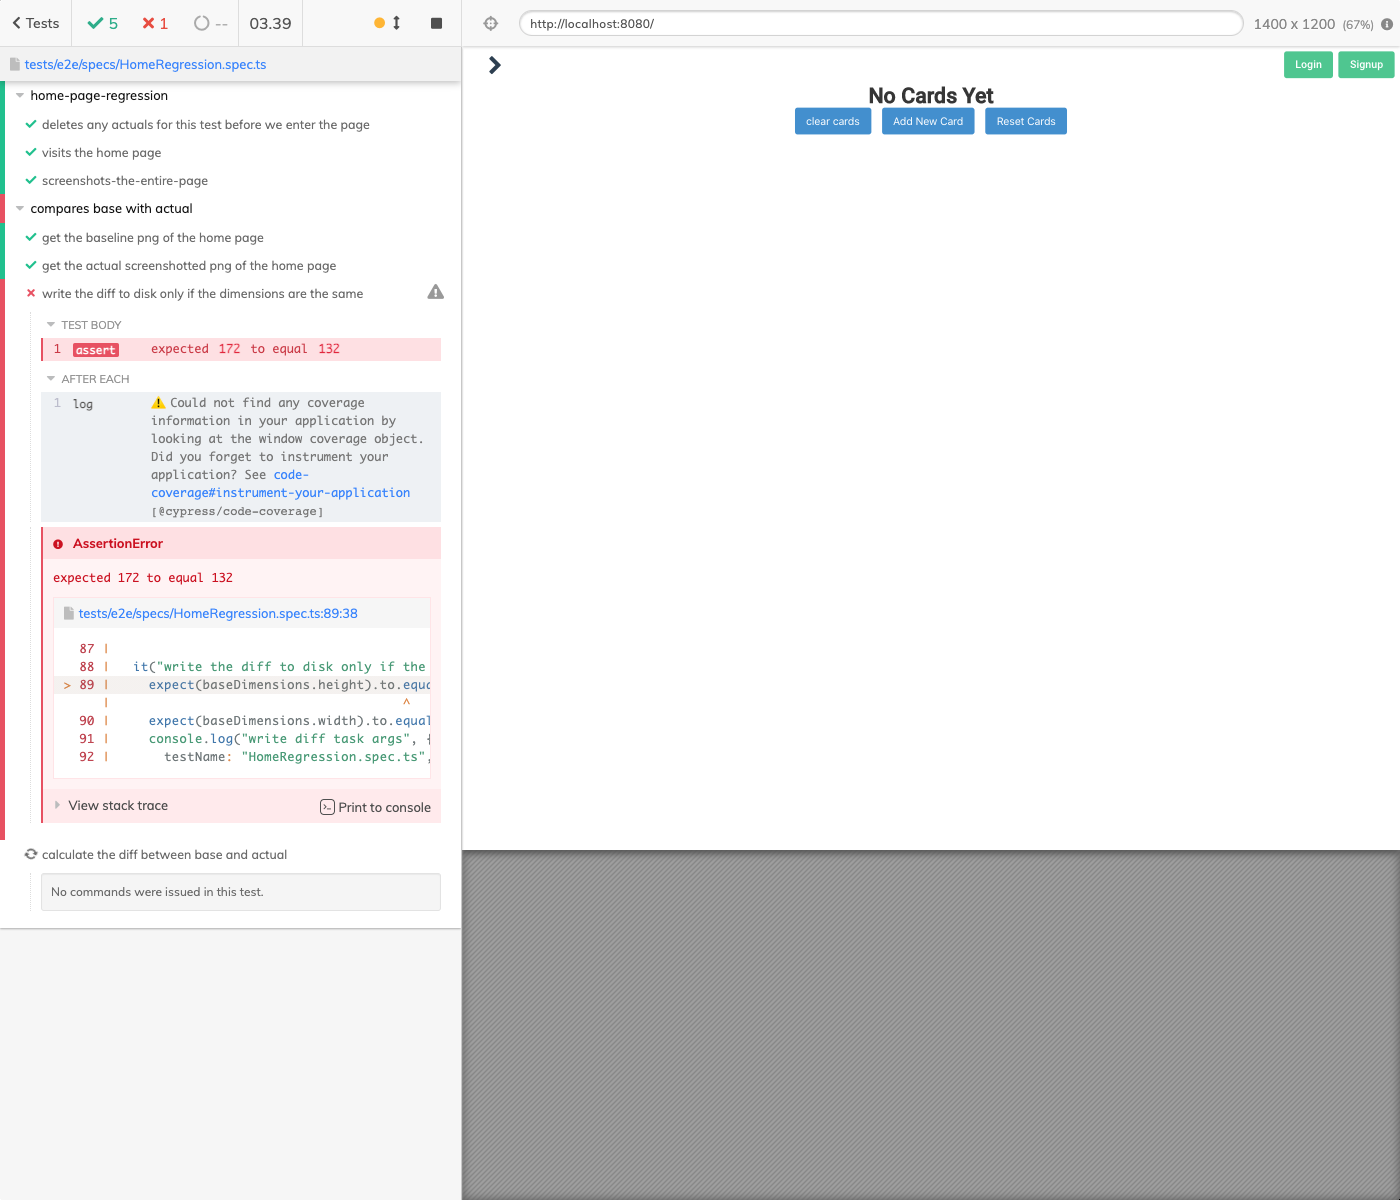 Tests 5 1 -- 03.39 http://localhost:8080/ 1400 x 1200 (67%)
tests/e2e/specs/HomeRegression.spec.ts
home-page-regression
deletes any actuals for this test before we enter the page
visits the home page
screenshots-the-entire-page
compares base with actual
get the baseline png of the home page
get the actual screenshotted png of the home page
write the diff to disk only if the dimensions are the same
TEST BODY
1 assert expected 172 to equal 132
AFTER EACH
1 log ⚠️ Could not find any coverage
information in your application by
looking at the window coverage object.
Did you forget to instrument your
application? See code-
coverage#instrument-your-application
[@cypress/code-coverage]
AssertionError
expected 172 to equal 132
tests/e2e/specs/HomeRegression.spec.ts:89:38
87 |
88 | it("write the diff to disk only if the
> 89 | expect(baseDimensions.height).to.equa
| ^
90 | expect(baseDimensions.width).to.equal
91 | console.log("write diff task args", {
92 | testName: "HomeRegression.spec.ts",
View stack trace Print to console
calculate the diff between base and actual
No commands were issued in this test.
Login Signup
No Cards Yet
clear cards Add New Card Reset Cards